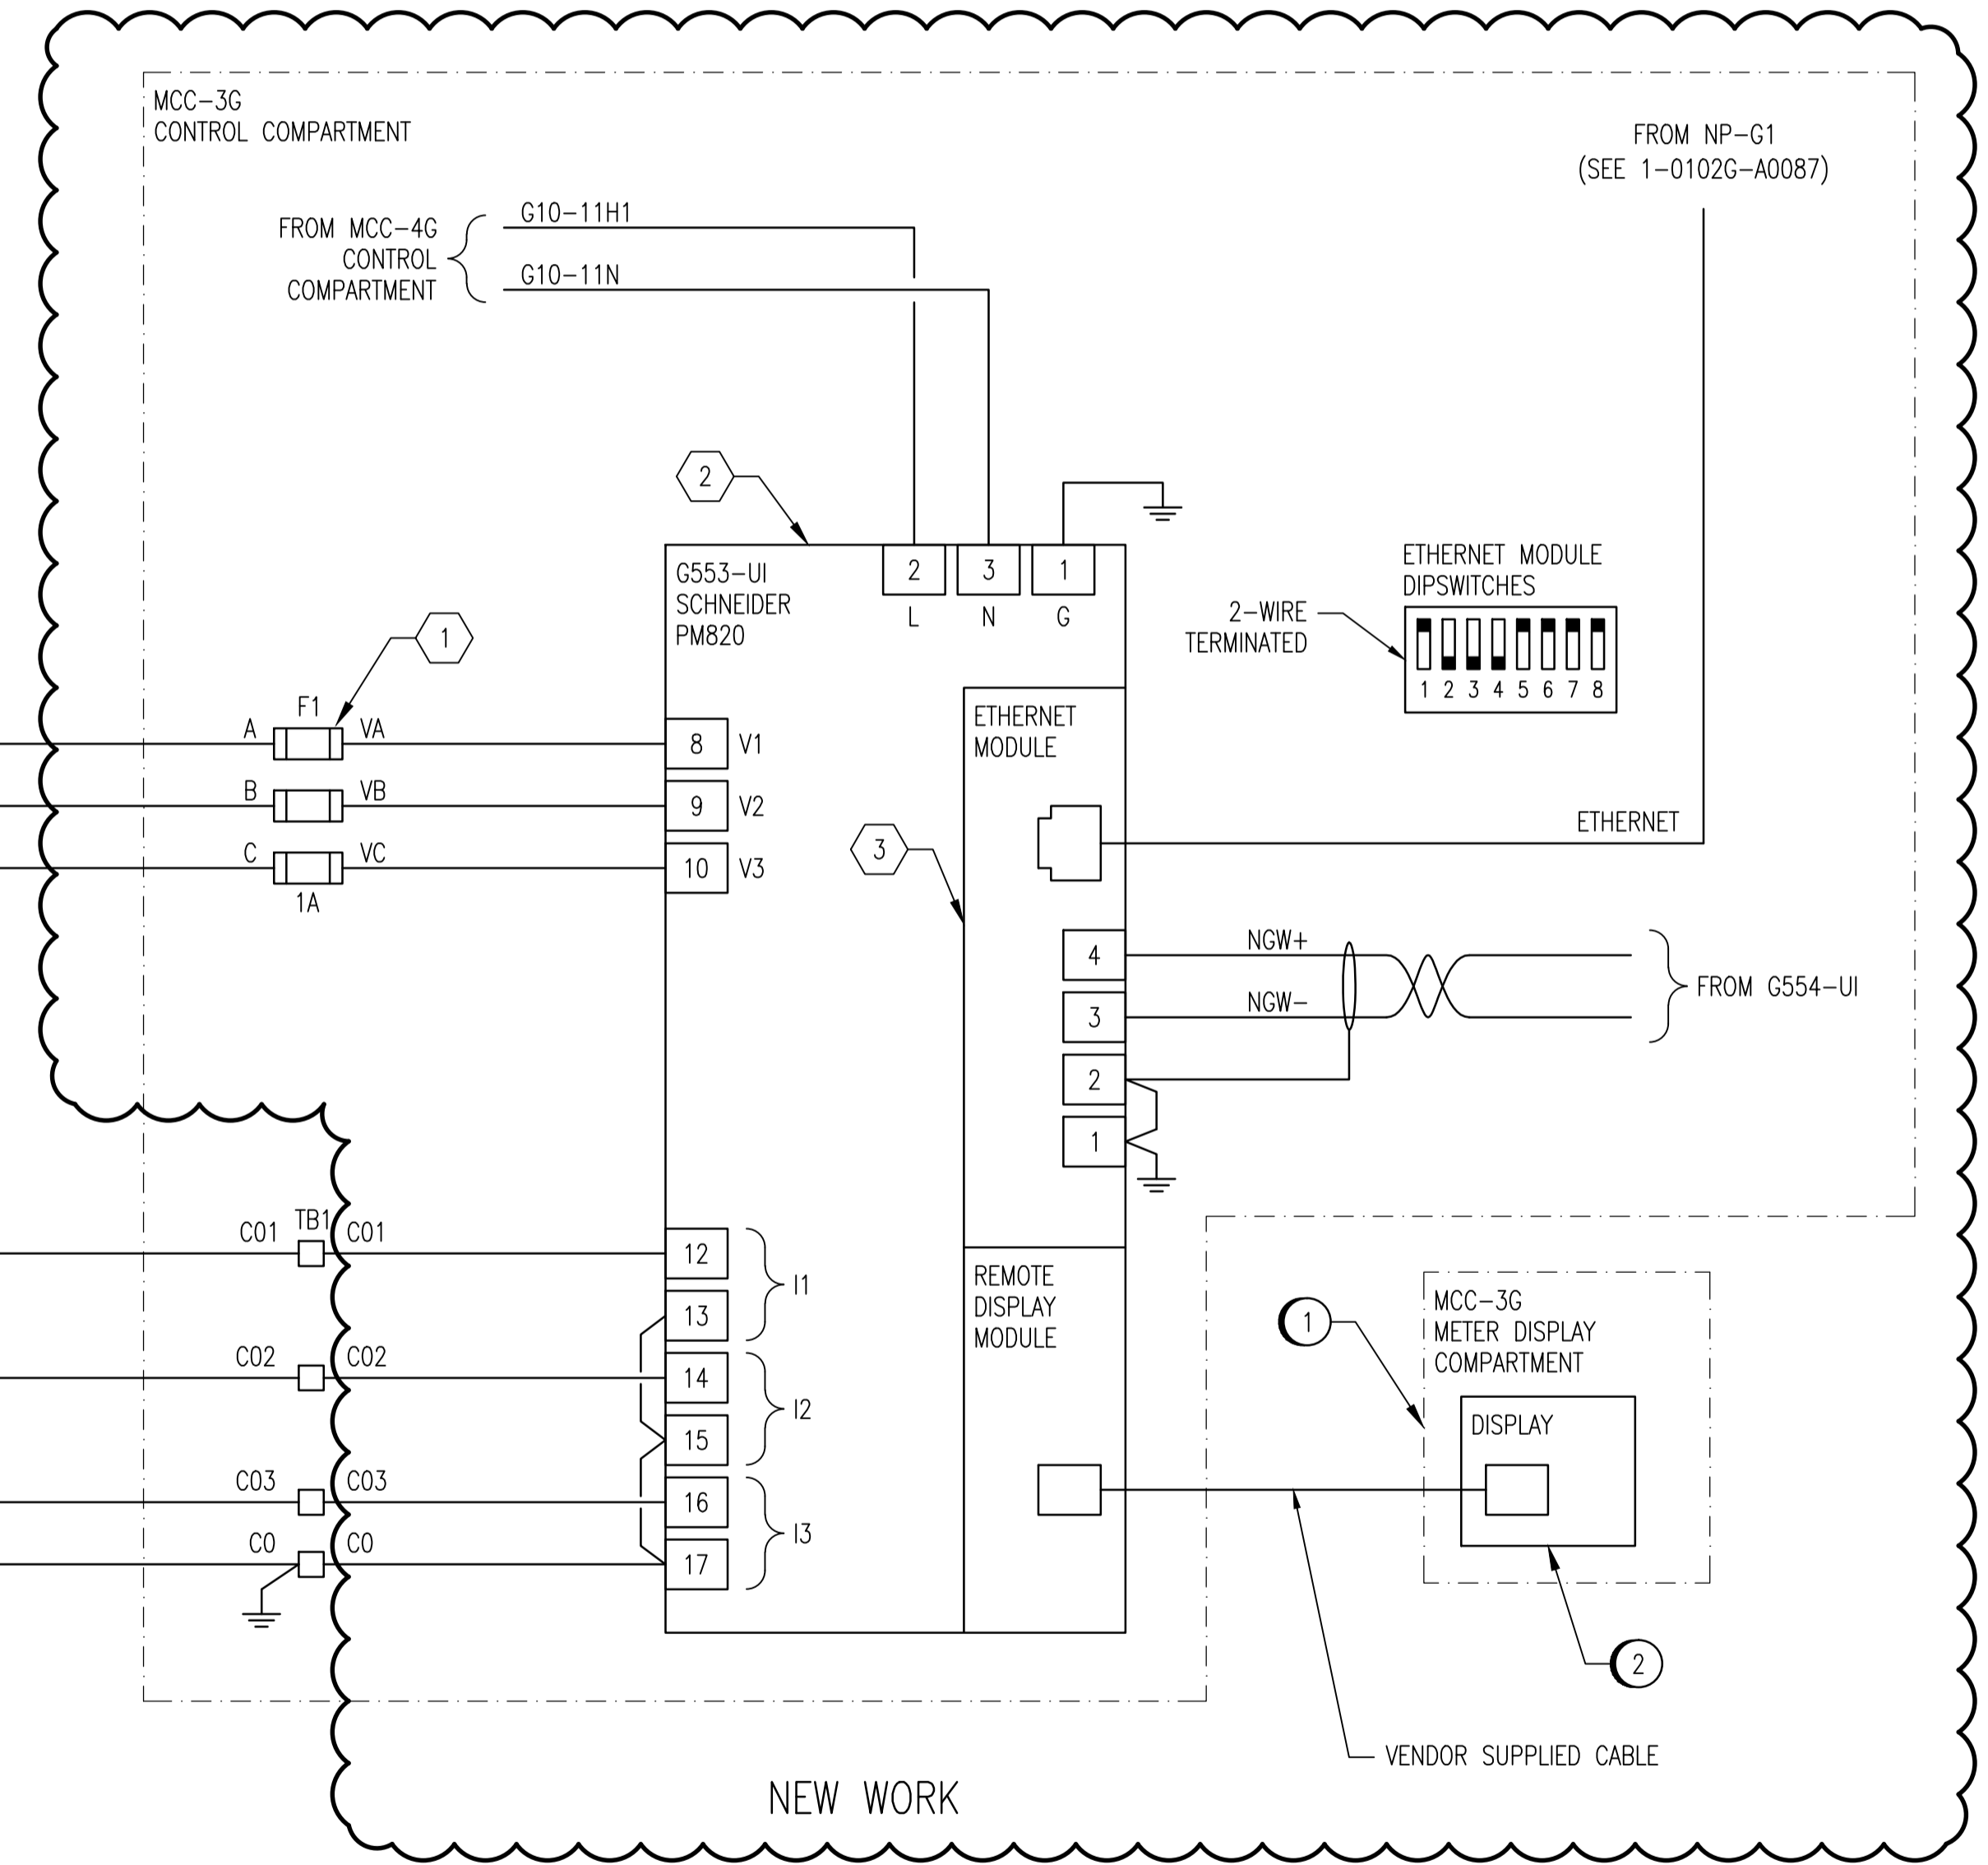 MCC-3G
CONTROL COMPARTMENT
FROM NP-G1
(SEE 1-0102G-A0087)
FROM MCC-4G
CONTROL
COMPARTMENT
G10-11H1
G10-11N
2
G553-UI
SCHNEIDER
PM820
2 3 1
L N G
ETHERNET MODULE
DIPSWITCHES
2-WIRE
TERMINATED
1 2 3 4 5 6 7 8
1
F1
A VA
B VB
C VC
1A
8 V1
9 V2
10 V3
ETHERNET
MODULE
3
ETHERNET
4 NGW+
3 NGW-
2
1
FROM G554-UI
TB1
C01 C01
C02 C02
C03 C03
C0 C0
12
13
I1
14
15
I2
16
17
I3
REMOTE
DISPLAY
MODULE
1
MCC-3G
METER DISPLAY
COMPARTMENT
DISPLAY
2
VENDOR SUPPLIED CABLE
NEW WORK